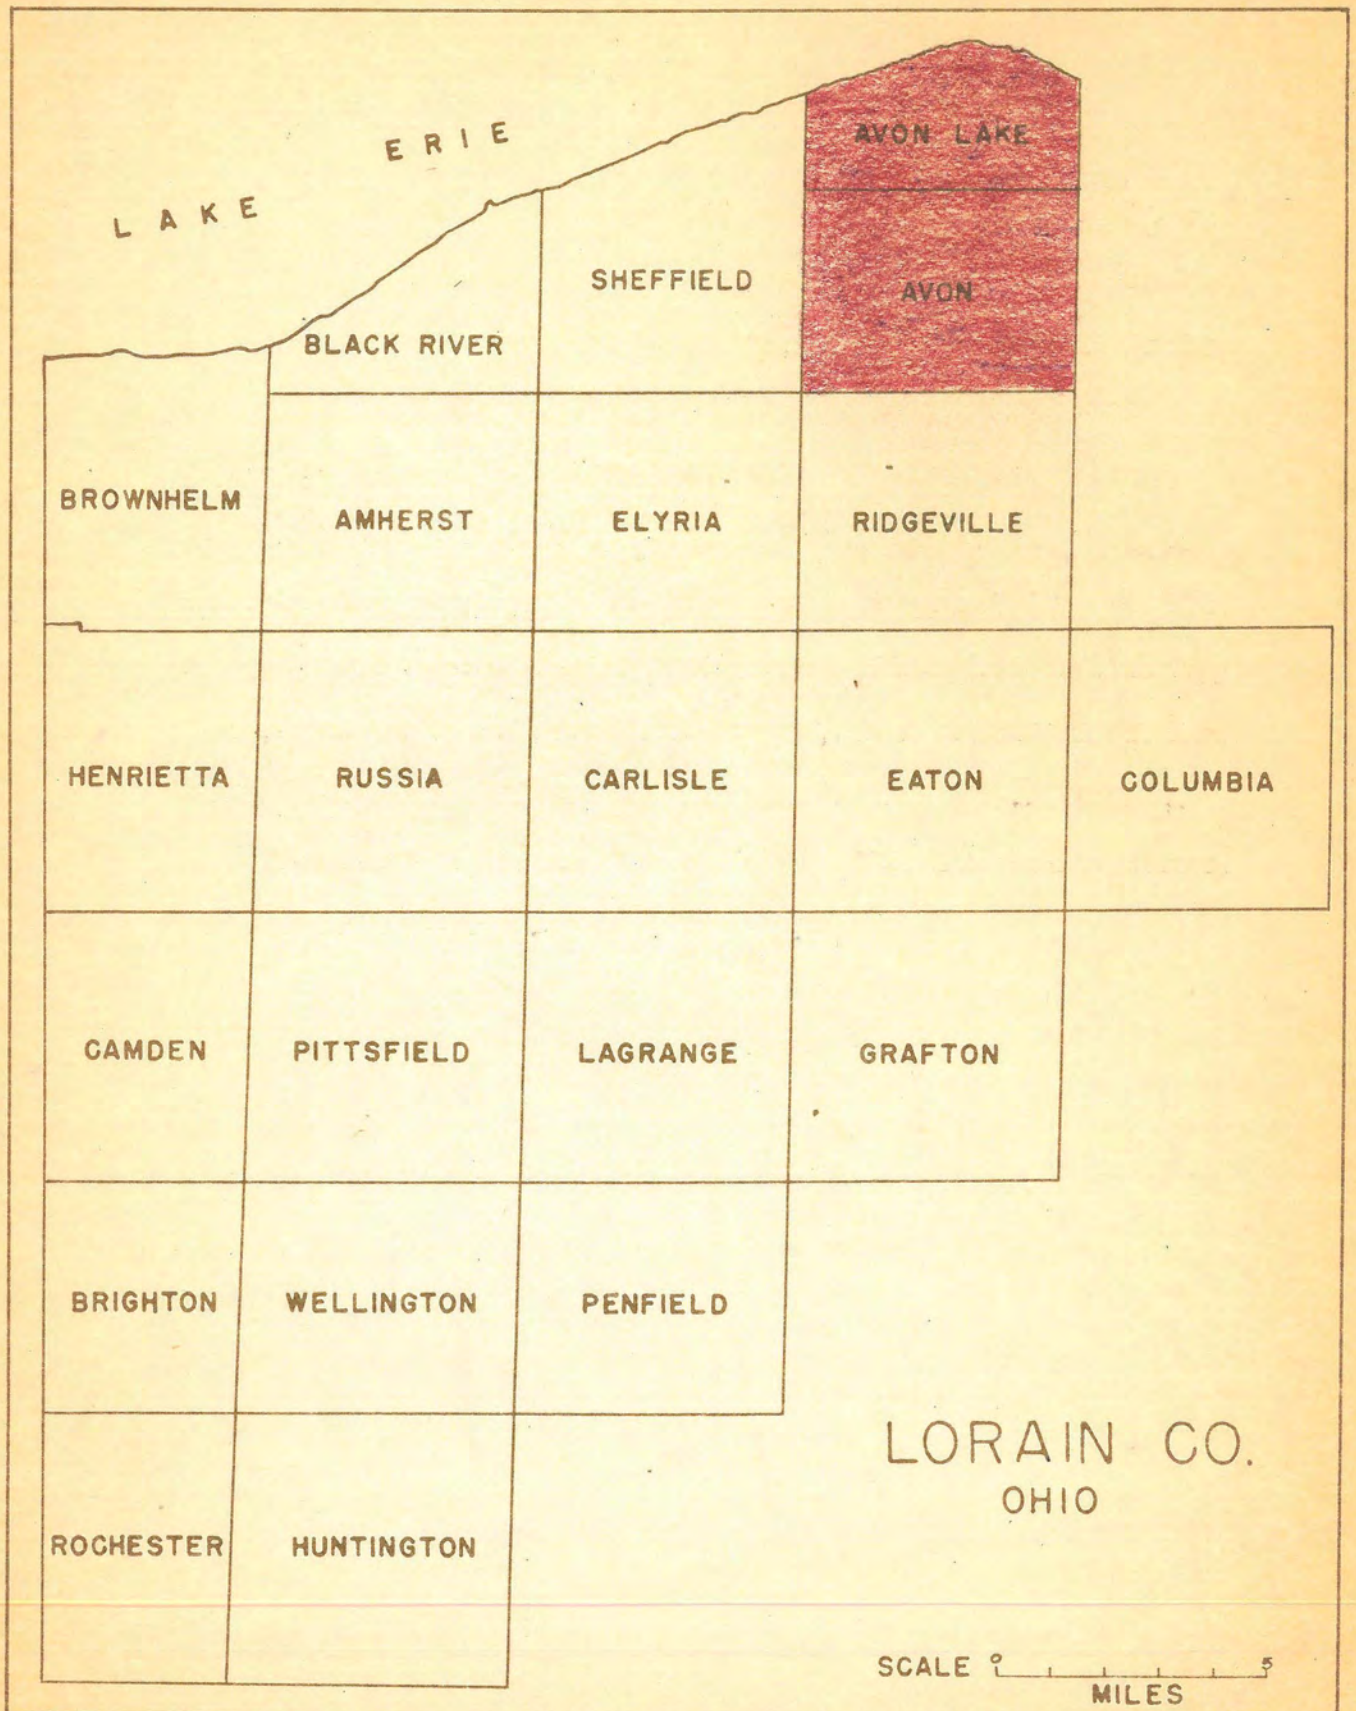 AVON LAKE
LAKE ERIE
SHEFFIELD
AVON
BLACK RIVER
BROWNHELM
AMHERST
ELYRIA
RIDGEVILLE
HENRIETTA
RUSSIA
CARLISLE
EATON
COLUMBIA
CAMDEN
PITTSFIELD
LAGRANGE
GRAFTON
BRIGHTON
WELLINGTON
PENFIELD
LORAIN CO.
OHIO
ROCHESTER
HUNTINGTON
SCALE 0 5
MILES